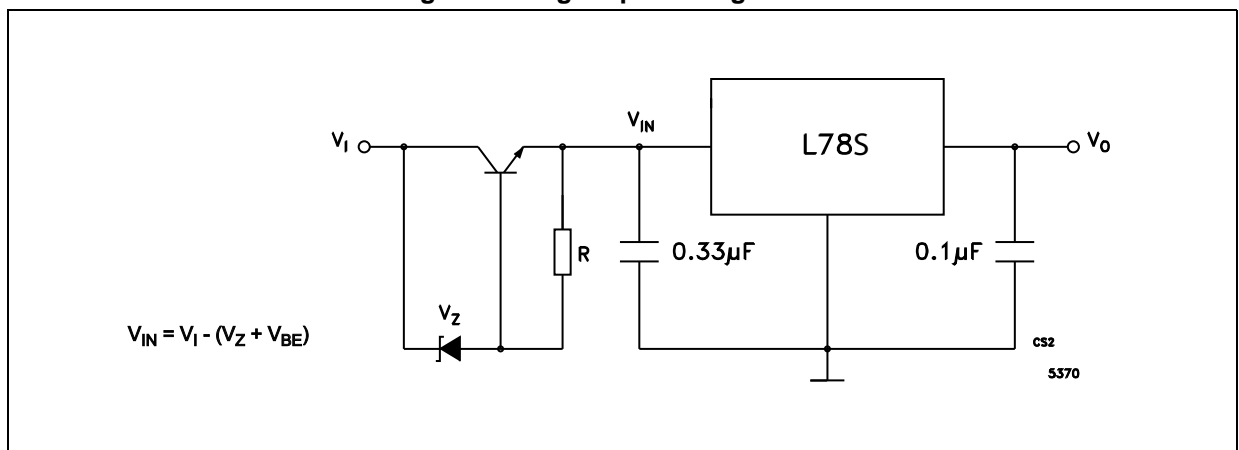 V_I
V_IN
L78S
V_O
R
0.33µF
0.1µF
V_Z
V_IN = V_I - (V_Z + V_BE)
CS2
5370